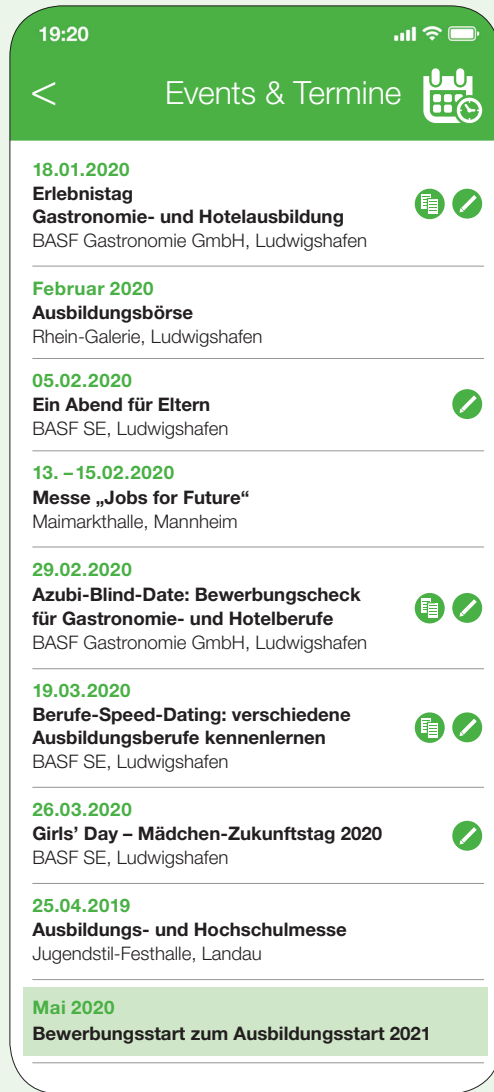 19:20
< Events & Termine
18.01.2020
Erlebnistag
Gastronomie- und Hotelausbildung
BASF Gastronomie GmbH, Ludwigshafen
Februar 2020
Ausbildungsbörse
Rhein-Galerie, Ludwigshafen
05.02.2020
Ein Abend für Eltern
BASF SE, Ludwigshafen
13. – 15.02.2020
Messe „Jobs for Future“
Maimarkthalle, Mannheim
29.02.2020
Azubi-Blind-Date: Bewerbungscheck
für Gastronomie- und Hotelberufe
BASF Gastronomie GmbH, Ludwigshafen
19.03.2020
Berufe-Speed-Dating: verschiedene
Ausbildungsberufe kennenlernen
BASF SE, Ludwigshafen
26.03.2020
Girls’ Day – Mädchen-Zukunftstag 2020
BASF SE, Ludwigshafen
25.04.2019
Ausbildungs- und Hochschulmesse
Jugendstil-Festhalle, Landau
Mai 2020
Bewerbungsstart zum Ausbildungsstart 2021